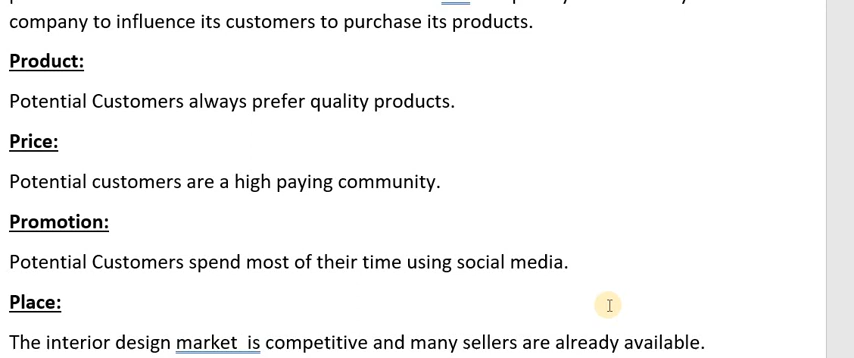 company to influence its customers to purchase its products.
Product:
Potential Customers always prefer quality products.
Price:
Potential customers are a high paying community.
Promotion:
Potential Customers spend most of their time using social media.
Place:
The interior design market  is competitive and many sellers are already available.